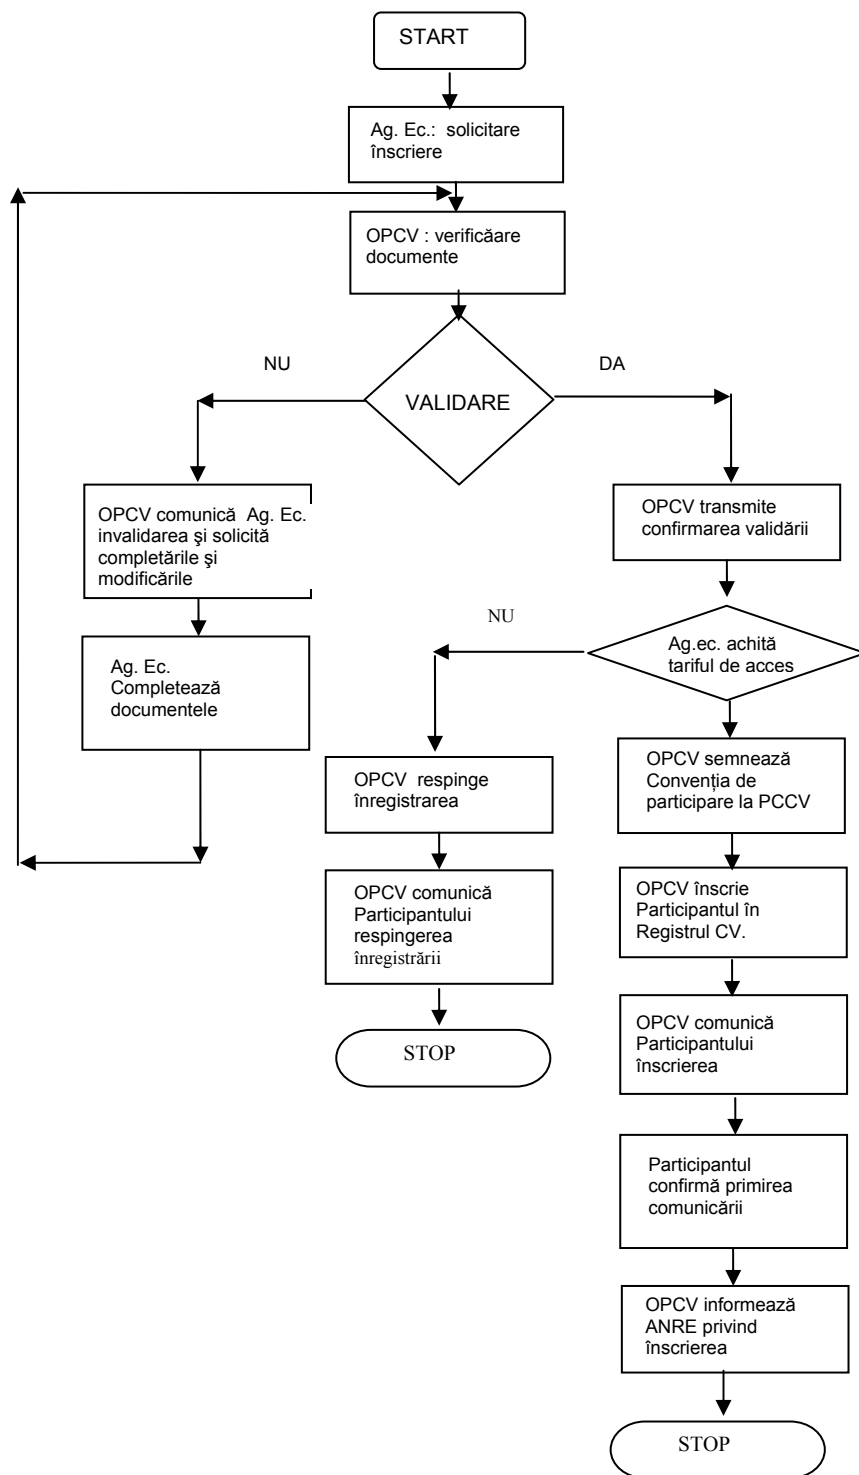 START
Ag. Ec.: solicitare
înscriere
OPCV : verificăare
documente
NU
DA
VALIDARE
OPCV comunică Ag. Ec.
invalidarea şi solicită
completările şi
modificările
OPCV transmite
confirmarea validării
NU
Ag.ec. achită
tariful de acces
Ag. Ec.
Completează
documentele
OPCV respinge
înregistrarea
OPCV semnează
Convenția de
participare la PCCV
OPCV comunică
Participantului
respingerea
înregistrării
OPCV înscrie
Participantul în
Registrul CV.
STOP
OPCV comunică
Participantului
înscrierea
Participantul
confirmă primirea
comunicării
OPCV informează
ANRE privind
înscrierea
STOP